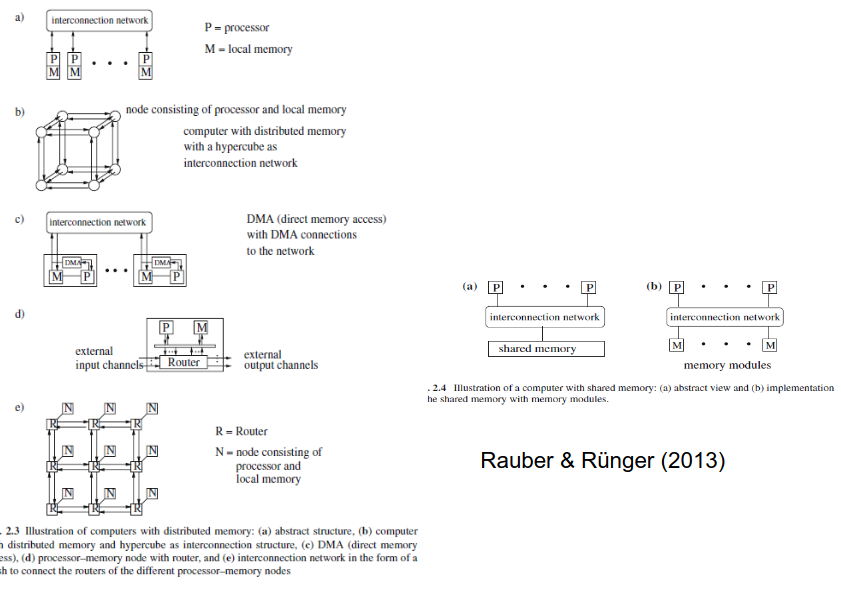 a)
interconnection network
P = processor
M = local memory
P P P
• • •
M M M
b)
node consisting of processor and local memory
computer with distributed memory
with a hypercube as
interconnection network
c)
interconnection network
DMA (direct memory access)
with DMA connections
to the network
DMA DMA
• • •
M P M P
d)
P M
external
input channels
Router
external
output channels
e)
N N N
R R R
R = Router
N = node consisting of
processor and
local memory
N N N
R R R
N N N
R R R
. 2.3 Illustration of computers with distributed memory: (a) abstract structure, (b) computer
distributed memory and hypercube as interconnection structure, (c) DMA (direct memory
ess), (d) processor–memory node with router, and (e) interconnection network in the form of a
sh to connect the routers of the different processor–memory nodes
(a) P • • • P
interconnection network
shared memory
(b) P • • • P
interconnection network
M • • • M
memory modules
. 2.4 Illustration of a computer with shared memory: (a) abstract view and (b) implementation
he shared memory with memory modules.
Rauber & Rünger (2013)